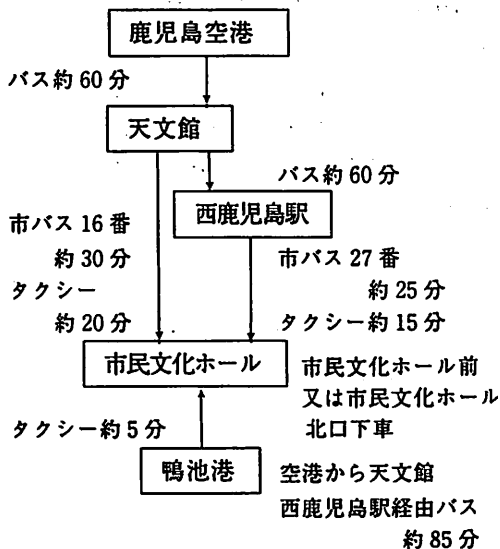 鹿児島空港
バス約60分
天文館
バス約60分
西鹿児島駅
市バス16番
約30分
タクシー
約20分
市バス27番
約25分
タクシー約15分
市民文化ホール
市民文化ホール前
又は市民文化ホール
北口下車
タクシー約5分
鴨池港
空港から天文館
西鹿児島駅経由バス
約85分